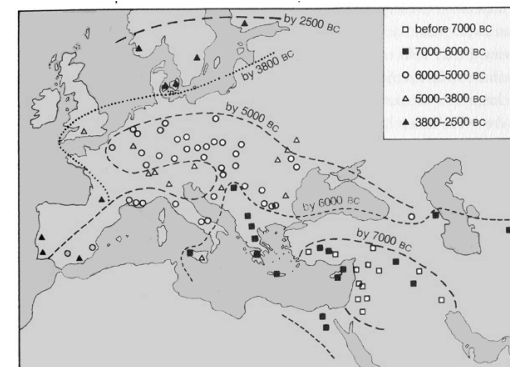 by 2500 BC
by 3800 BC
by 5000 BC
by 6000 BC
by 7000 BC
before 7000 BC
7000–6000 BC
6000–5000 BC
5000–3800 BC
3800–2500 BC